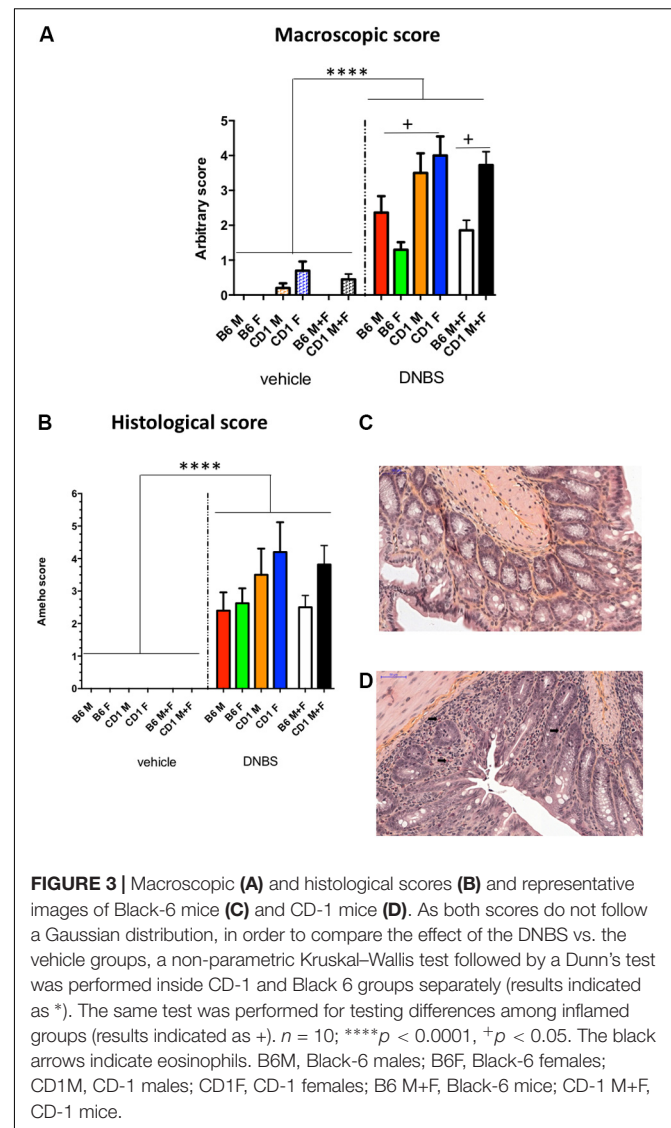 A
Macroscopic score
****
+
+
5
4
3
2
1
0
Arbitrary score
B6 M
B6 F
CD1 M
CD1 F
B6 M+F
CD1 M+F
B6 M
B6 F
CD1 M
CD1 F
B6 M+F
CD1 M+F
vehicle
DNBS
B
Histological score
****
6
5
4
3
2
1
0
Ameho score
B6 M
B6 F
CD1 M
CD1 F
B6 M+F
CD1 M+F
B6 M
B6 F
CD1 M
CD1 F
B6 M+F
CD1 M+F
vehicle
DNBS
C
D
FIGURE 3 | Macroscopic (A) and histological scores (B) and representative
images of Black-6 mice (C) and CD-1 mice (D). As both scores do not follow
a Gaussian distribution, in order to compare the effect of the DNBS vs. the
vehicle groups, a non-parametric Kruskal–Wallis test followed by a Dunn's test
was performed inside CD-1 and Black 6 groups separately (results indicated
as *). The same test was performed for testing differences among inflamed
groups (results indicated as +). n = 10; ****p < 0.0001, +p < 0.05. The black
arrows indicate eosinophils. B6M, Black-6 males; B6F, Black-6 females;
CD1M, CD-1 males; CD1F, CD-1 females; B6 M+F, Black-6 mice; CD-1 M+F,
CD-1 mice.